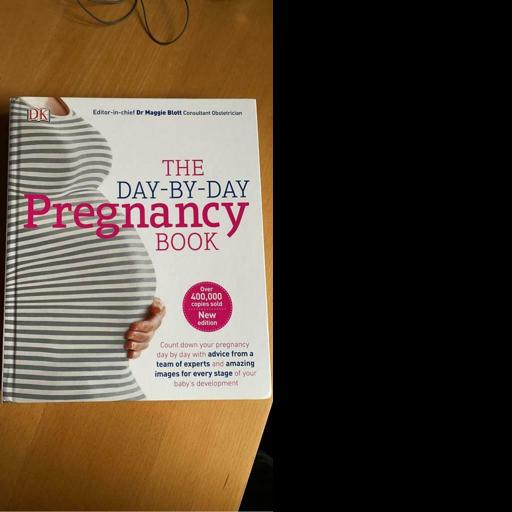 DK
Editor-in-chief Dr Maggie Blott Consultant Obstetrician
THE
DAY-BY-DAY
Pregnancy
BOOK
Over
400,000
copies sold
New
edition
Count down your pregnancy
day by day with advice from a
team of experts and amazing
images for every stage of your
baby's development